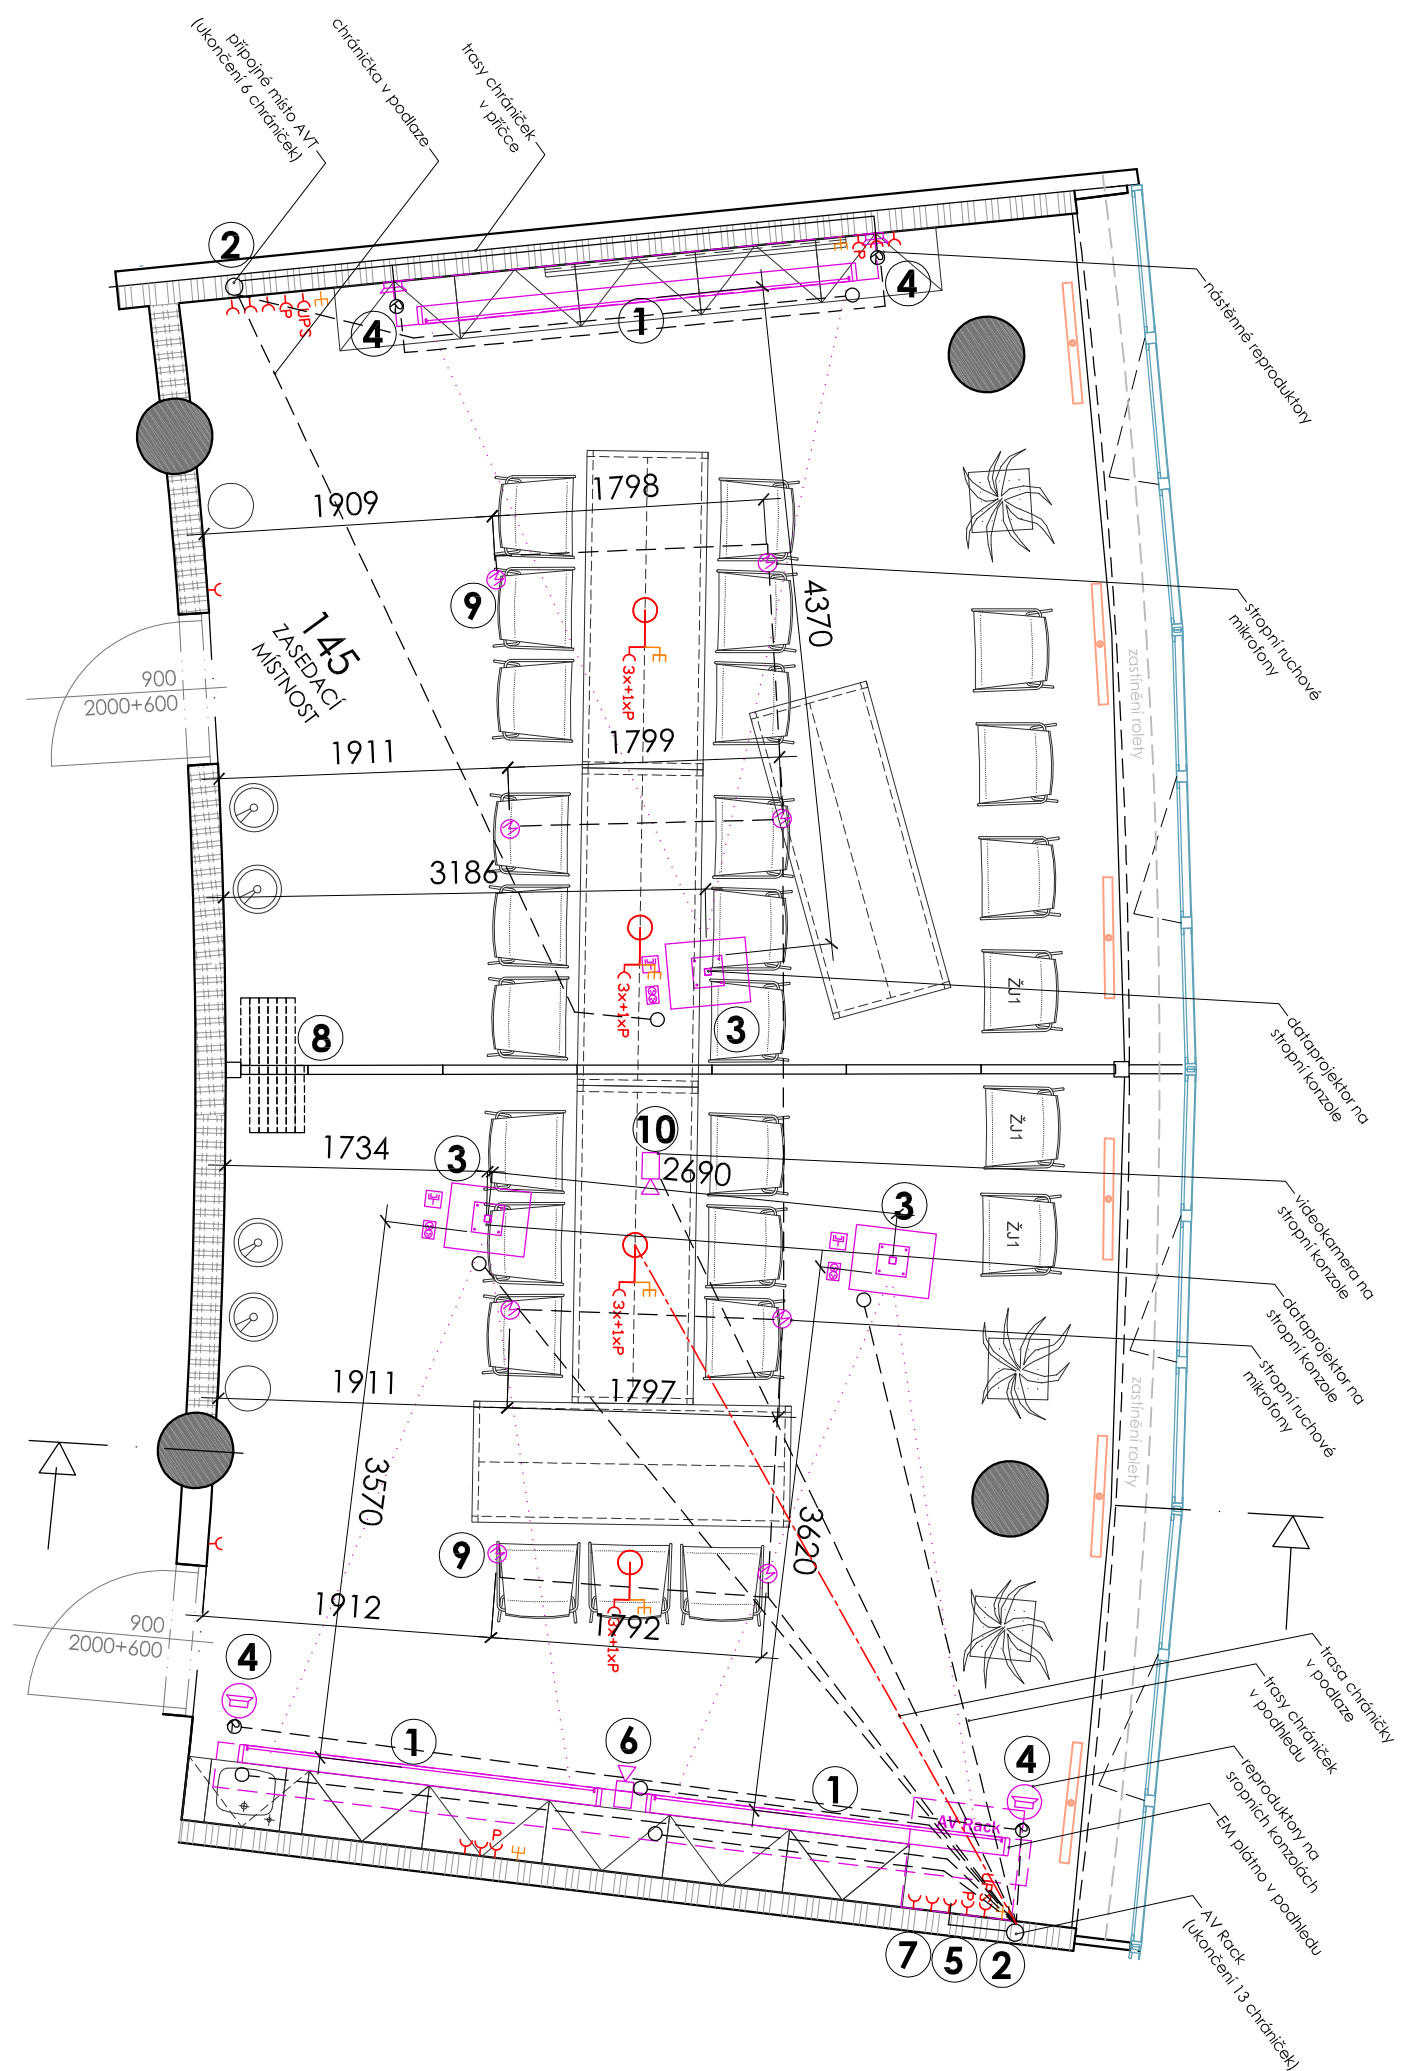 přípojné místo AVT
(ukončení 6 chrániček)
chránička v podlaze
trasy chrániček
v příčce
2
P
UPS
4
1
P
4
nástěnné reproduktory
1909
1798
9
3x+1xP
4370
stropní ruchové
mikrofony
145
ZASEDACÍ
MÍSTNOST
900
2000+600
zastínění rolety
1911
1799
3186
3x+1xP
3
ŽJ1
dataprojektor na
stropní konzole
8
10
ŽJ1
1734
3
2690
videokamera na
stropní konzole
3
ŽJ1
dataprojektor na
stropní konzole
3x+1xP
stropní ruchové
mikrofony
1911
1797
zastínění rolety
3570
3620
9
1912
1792
3x+1xP
900
2000+600
4
trasa chráničky
v podlaze
trasy chrániček
v podhledu
1
6
1
4
reproduktory na
sropních konzolách
AV Rack
EM plátno v podhledu
P
P
UPS
7
5
2
AV Rack
(ukončení 13 chrániček)